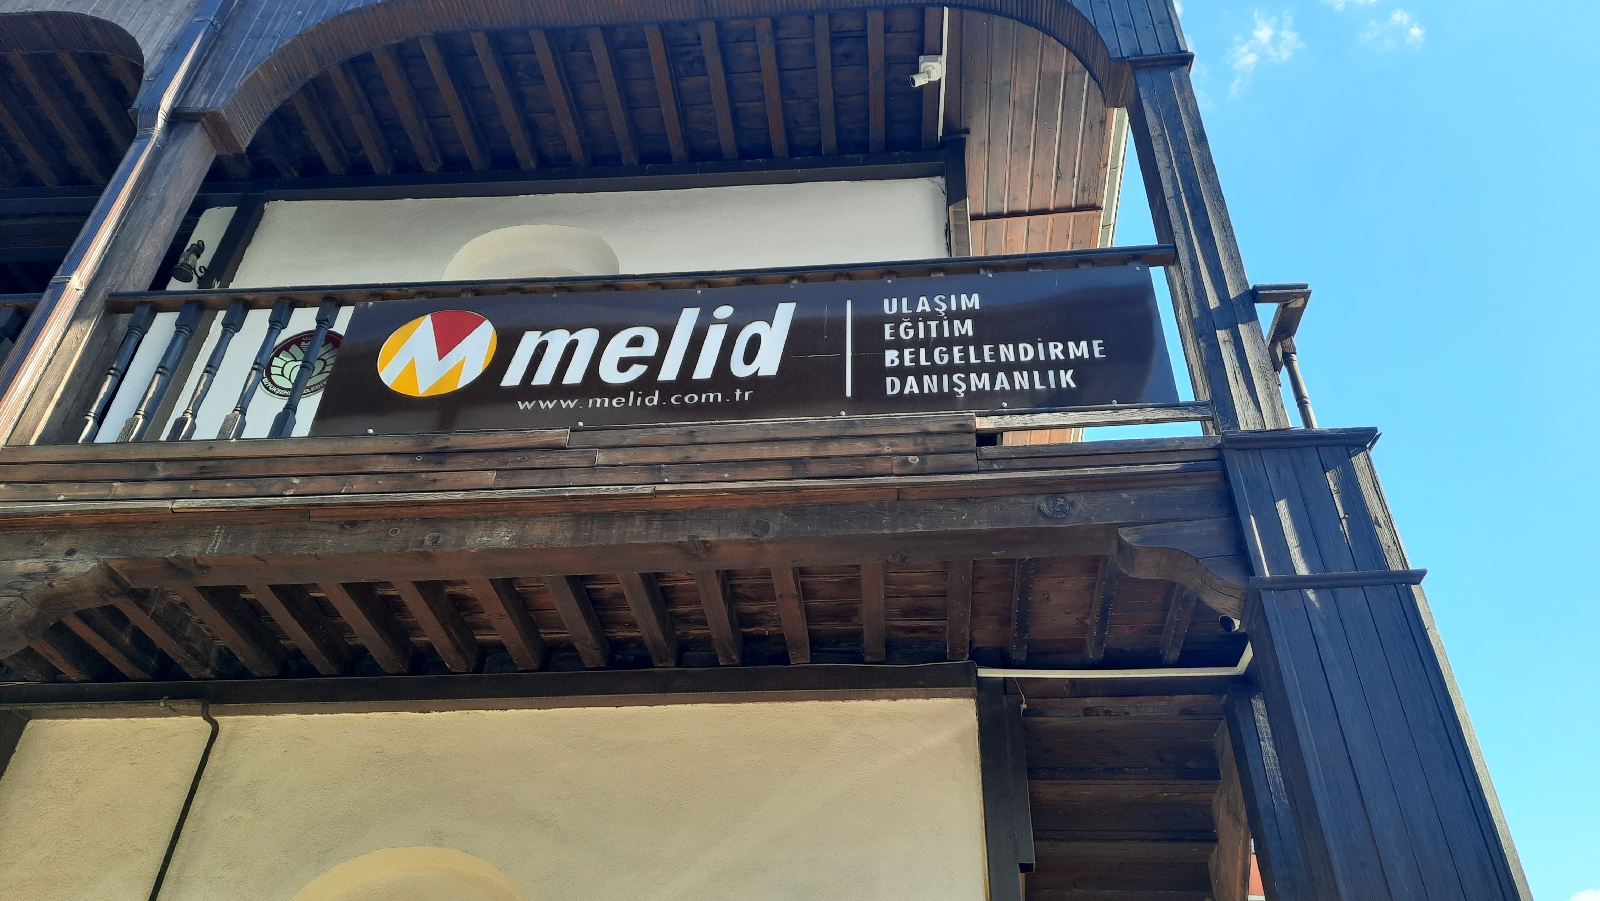 melid
www.melid.com.tr
ULAŞIM
EĞİTİM
BELGELENDİRME
DANIŞMANLIK